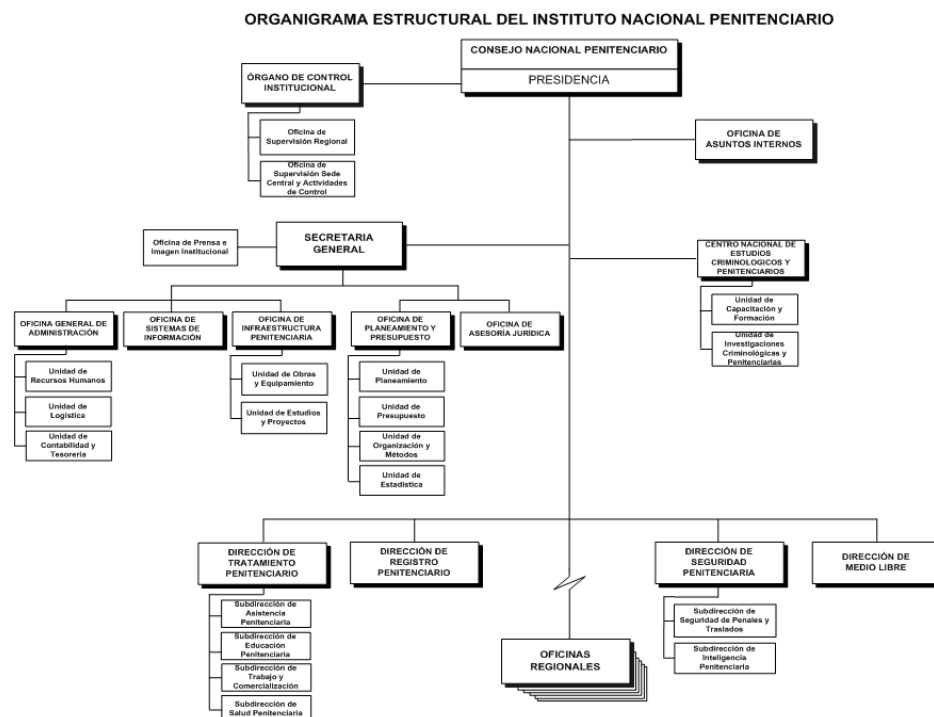 ORGANIGRAMA ESTRUCTURAL DEL INSTITUTO NACIONAL PENITENCIARIO
CONSEJO NACIONAL PENITENCIARIO
PRESIDENCIA
ÓRGANO DE CONTROL
INSTITUCIONAL
Oficina de
Supervisión Regional
Oficina de
Supervisión Sede
Central y Actividades
de Control
OFICINA DE
ASUNTOS INTERNOS
Oficina de Prensa e
Imagen Institucional
SECRETARIA
GENERAL
CENTRO NACIONAL DE
ESTUDIOS
CRIMINOLOGICOS Y
PENITENCIARIOS
Unidad de
Capacitación y
Formación
Unidad de
Investigaciones
Criminológicas y
Penitenciarias
OFICINA GENERAL DE
ADMINISTRACIÓN
Unidad de
Recursos Humanos
Unidad de
Logística
Unidad de
Contabilidad y
Tesorería
OFICINA DE
SISTEMAS DE
INFORMACIÓN
OFICINA DE
INFRAESTRUCTURA
PENITENCIARIA
Unidad de Obras
y Equipamiento
Unidad de Estudios
y Proyectos
OFICINA DE
PLANEAMIENTO Y
PRESUPUESTO
Unidad de
Planeamiento
Unidad de
Presupuesto
Unidad de
Organización y
Métodos
Unidad de
Estadística
OFICINA DE
ASESORÍA JURÍDICA
DIRECCIÓN DE
TRATAMIENTO
PENITENCIARIO
Subdirección de
Asistencia
Penitenciaria
Subdirección de
Educación
Penitenciaria
Subdirección de
Trabajo y
Comercialización
Subdirección de
Salud Penitenciaria
DIRECCIÓN DE
REGISTRO
PENITENCIARIO
OFICINAS
REGIONALES
DIRECCIÓN DE
SEGURIDAD
PENITENCIARIA
Subdirección de
Seguridad de Penales y
Traslados
Subdirección de
Inteligencia
Penitenciaria
DIRECCIÓN DE
MEDIO LIBRE